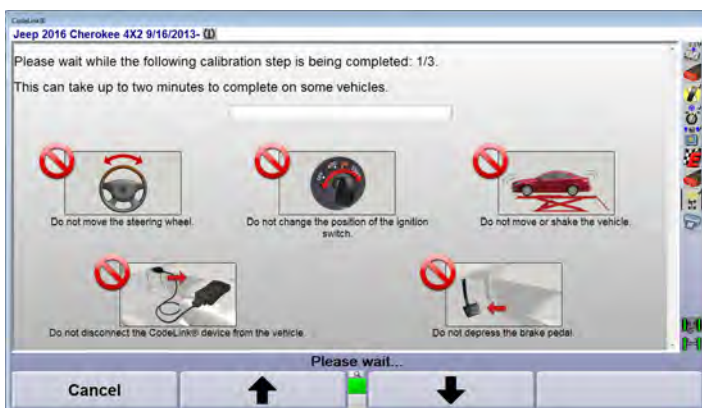 CodeLink®
Jeep 2016 Cherokee 4X2 9/16/2013-
Please wait while the following calibration step is being completed: 1/3.
This can take up to two minutes to complete on some vehicles.
Do not move the steering wheel.
Do not change the position of the ignition
switch.
Do not move or shake the vehicle.
Do not disconnect the CodeLink® device from the vehicle.
Do not depress the brake pedal.
Please wait...
Cancel